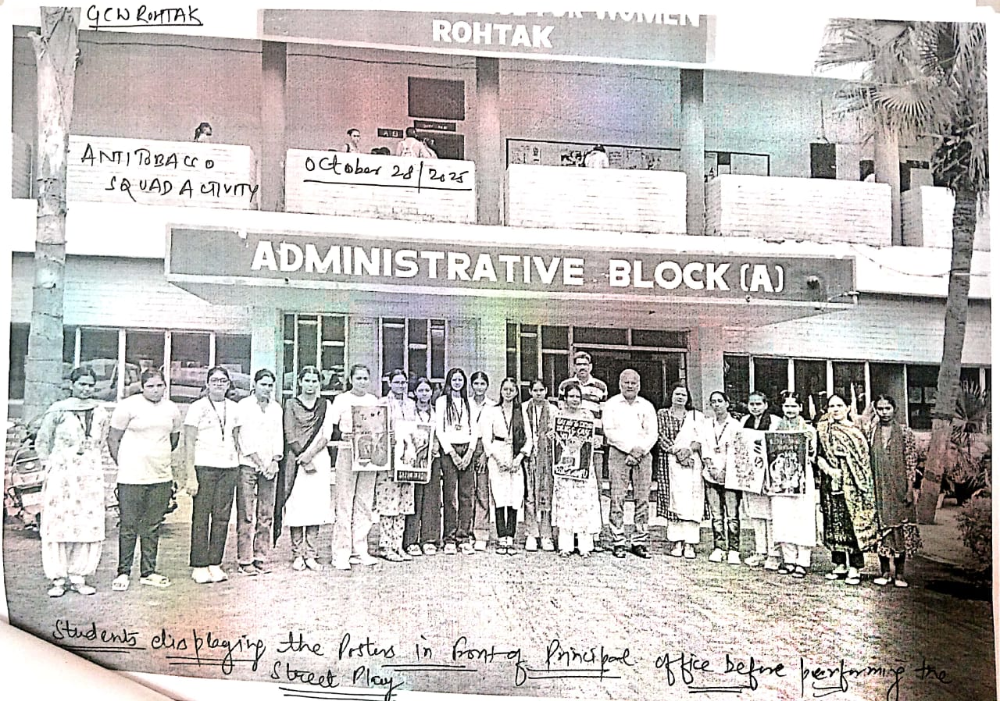 GCW ROHTAK
FOR WOMEN
ROHTAK
ANTITOBACCO
SQUAD ACTIVITY
October 28/2025
ADMINISTRATIVE BLOCK (A)
Students displaying the Posters in front of Principal office before performing the
Street Play